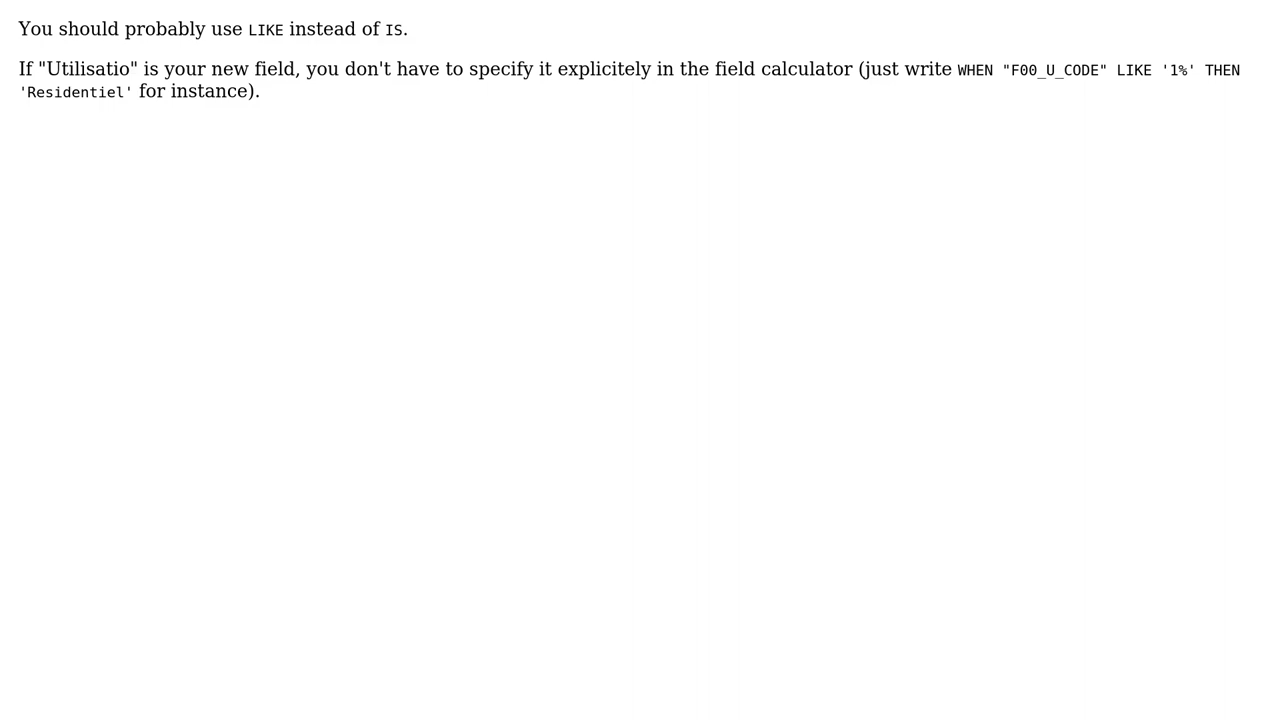 You should probably use LIKE instead of IS.
If "Utilisatio" is your new field, you don't have to specify it explicitely in the field calculator (just write WHEN "F00_U_CODE" LIKE '1%' THEN
'Residentiel' for instance).